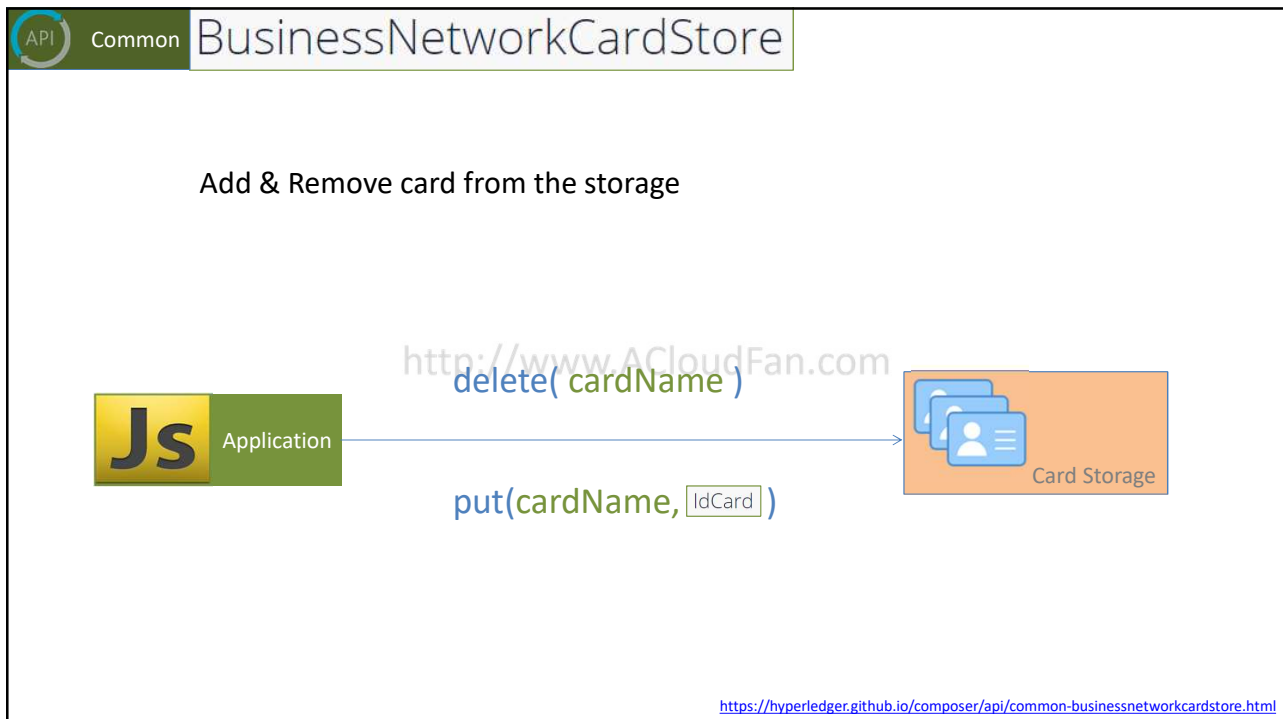 API Common BusinessNetworkCardStore
Add & Remove card from the storage
http://www.ACloudFan.com
delete( cardName )
Js Application
Card Storage
put(cardName, IdCard )
https://hyperledger.github.io/composer/api/common-businessnetworkcardstore.html